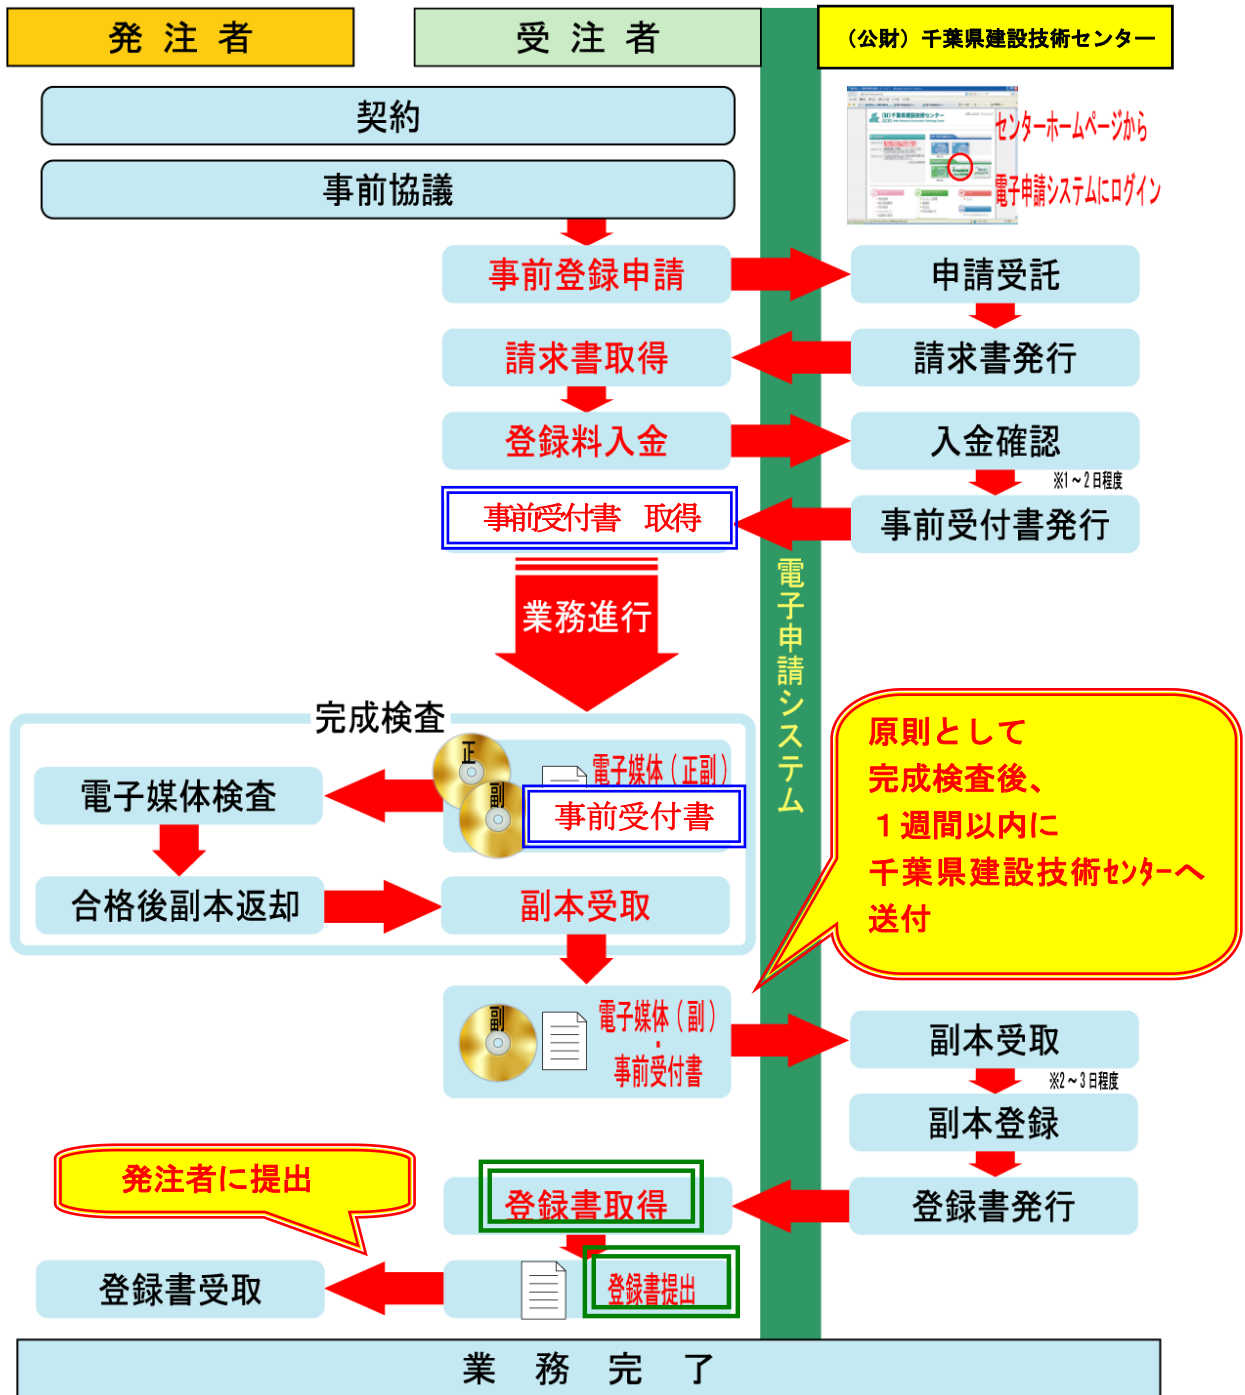 発注者
受注者
（公財）千葉県建設技術センター
契約
事前協議
(財)千葉県建設技術センター
センターホームページから
電子申請システムにログイン
事前登録申請
申請受託
請求書取得
請求書発行
登録料入金
入金確認
※1～2日程度
事前受付書 取得
事前受付書発行
電子申請システム
業務進行
完成検査
正
副
電子媒体（正副）
事前受付書
電子媒体検査
合格後副本返却
副本受取
原則として
完成検査後、
１週間以内に
千葉県建設技術ｾﾝﾀｰへ
送付
副
電子媒体（副）
・
事前受付書
副本受取
※2～3日程度
副本登録
発注者に提出
登録書取得
登録書発行
登録書受取
登録書提出
業務完了